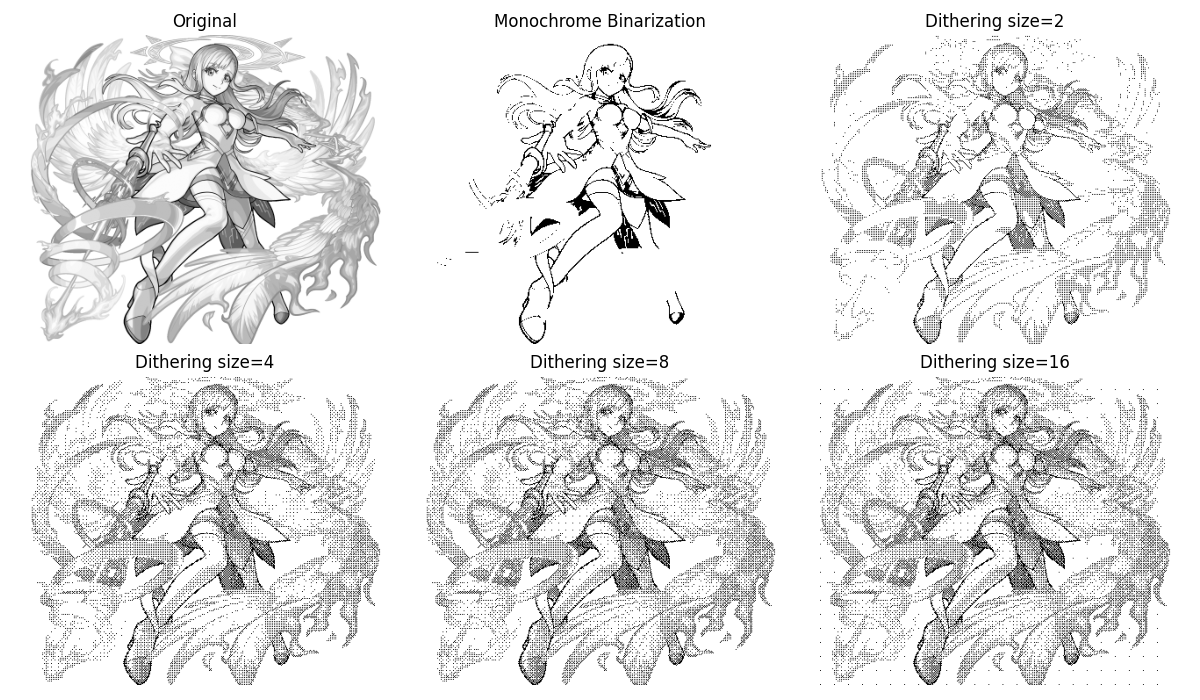 Original
Monochrome Binarization
Dithering size=2
Dithering size=4
Dithering size=8
Dithering size=16